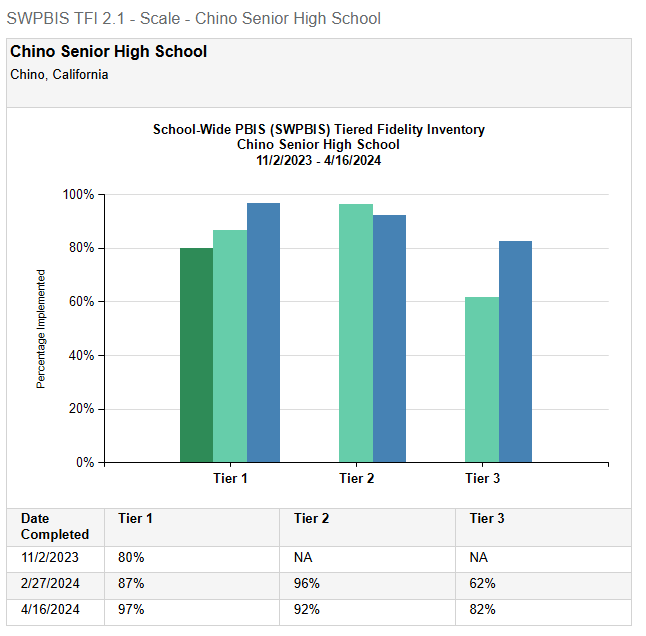 SWPBIS TFI 2.1 - Scale - Chino Senior High School
Chino Senior High School
Chino, California
School-Wide PBIS (SWPBIS) Tiered Fidelity Inventory
Chino Senior High School
11/2/2023 - 4/16/2024
Percentage Implemented
100%
80%
60%
40%
20%
0%
Tier 1 Tier 2 Tier 3
Date Completed Tier 1 Tier 2 Tier 3
11/2/2023 80% NA NA
2/27/2024 87% 96% 62%
4/16/2024 97% 92% 82%